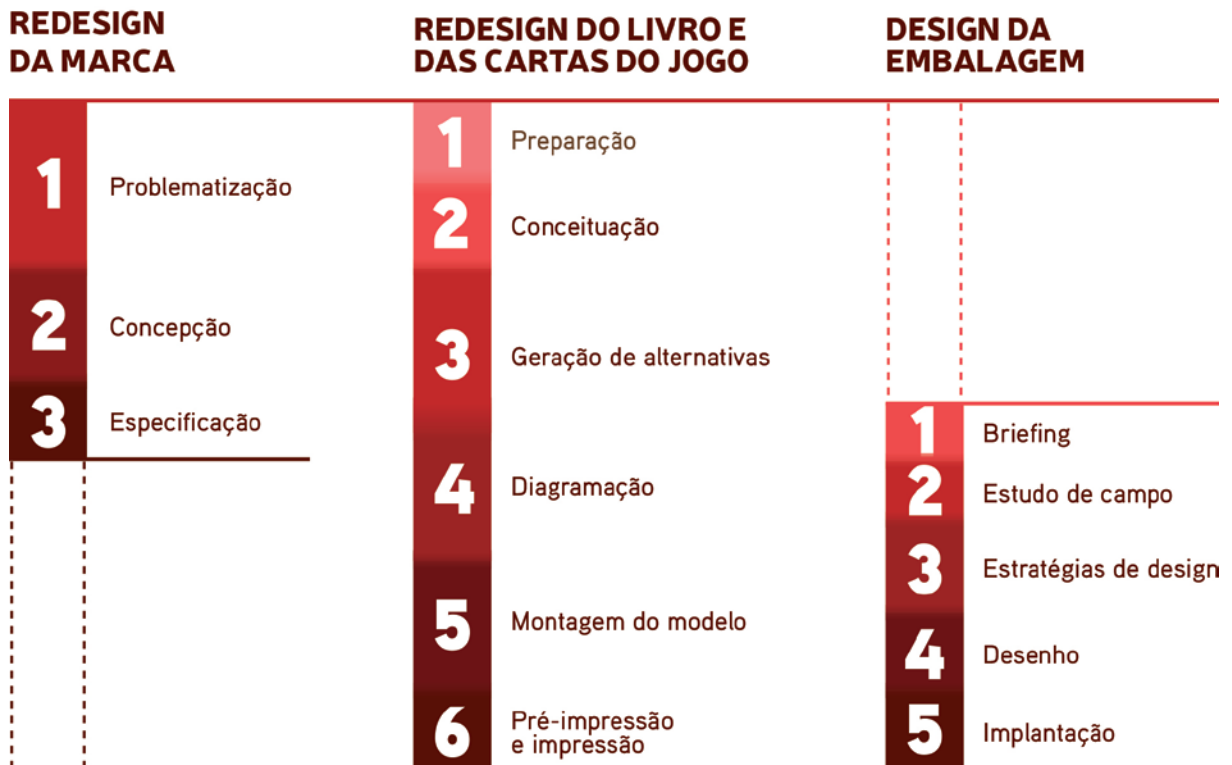 REDESIGN
DA MARCA
1
Problematização
2
Concepção
3
Especificação
REDESIGN DO LIVRO E
DAS CARTAS DO JOGO
1
Preparação
2
Conceituação
3
Geração de alternativas
4
Diagramação
5
Montagem do modelo
6
Pré-impressão
e impressão
DESIGN DA
EMBALAGEM
1
Briefing
2
Estudo de campo
3
Estratégias de design
4
Desenho
5
Implantação